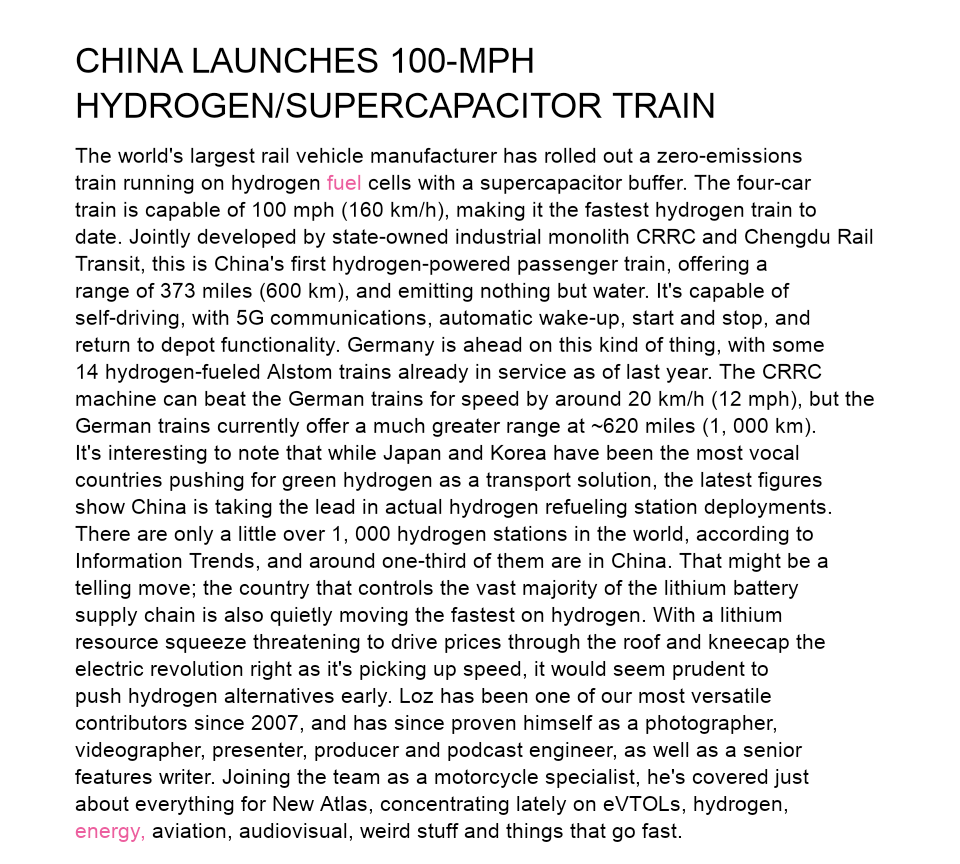 CHINA LAUNCHES 100-MPH
HYDROGEN/SUPERCAPACITOR TRAIN
The world's largest rail vehicle manufacturer has rolled out a zero-emissions
train running on hydrogen fuel cells with a supercapacitor buffer. The four-car
train is capable of 100 mph (160 km/h), making it the fastest hydrogen train to
date. Jointly developed by state-owned industrial monolith CRRC and Chengdu Rail
Transit, this is China's first hydrogen-powered passenger train, offering a
range of 373 miles (600 km), and emitting nothing but water. It's capable of
self-driving, with 5G communications, automatic wake-up, start and stop, and
return to depot functionality. Germany is ahead on this kind of thing, with some
14 hydrogen-fueled Alstom trains already in service as of last year. The CRRC
machine can beat the German trains for speed by around 20 km/h (12 mph), but the
German trains currently offer a much greater range at ~620 miles (1, 000 km).
It's interesting to note that while Japan and Korea have been the most vocal
countries pushing for green hydrogen as a transport solution, the latest figures
show China is taking the lead in actual hydrogen refueling station deployments.
There are only a little over 1, 000 hydrogen stations in the world, according to
Information Trends, and around one-third of them are in China. That might be a
telling move; the country that controls the vast majority of the lithium battery
supply chain is also quietly moving the fastest on hydrogen. With a lithium
resource squeeze threatening to drive prices through the roof and kneecap the
electric revolution right as it's picking up speed, it would seem prudent to
push hydrogen alternatives early. Loz has been one of our most versatile
contributors since 2007, and has since proven himself as a photographer,
videographer, presenter, producer and podcast engineer, as well as a senior
features writer. Joining the team as a motorcycle specialist, he's covered just
about everything for New Atlas, concentrating lately on eVTOLs, hydrogen,
energy, aviation, audiovisual, weird stuff and things that go fast.